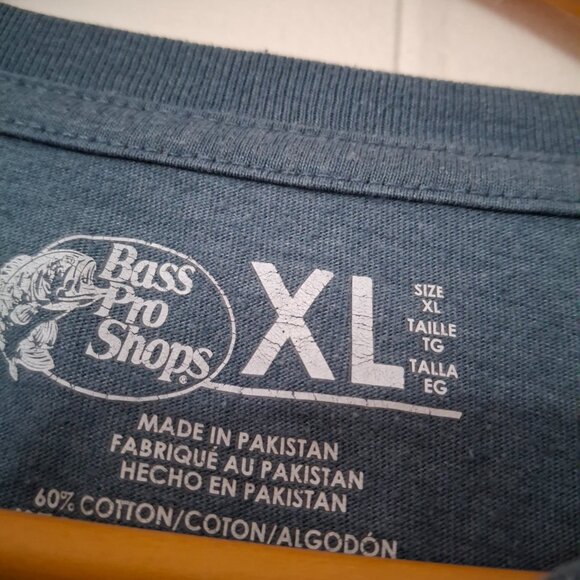 Bass
Pro
Shops®
XL
SIZE
XL
TAILLE
TG
TALLA
EG
MADE IN PAKISTAN
FABRIQUÉ AU PAKISTAN
HECHO EN PAKISTAN
60% COTTON/COTON/ALGODÓN